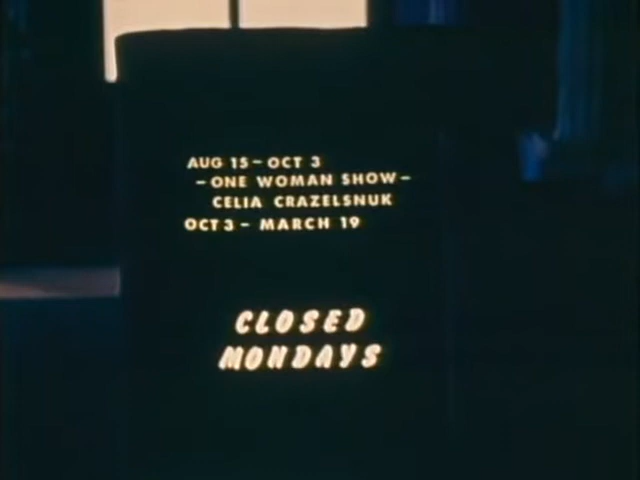 AUG 15 - OCT 3
- ONE WOMAN SHOW -
CELIA CRAZELSNUK
OCT 3 - MARCH 19
CLOSED
MONDAYS